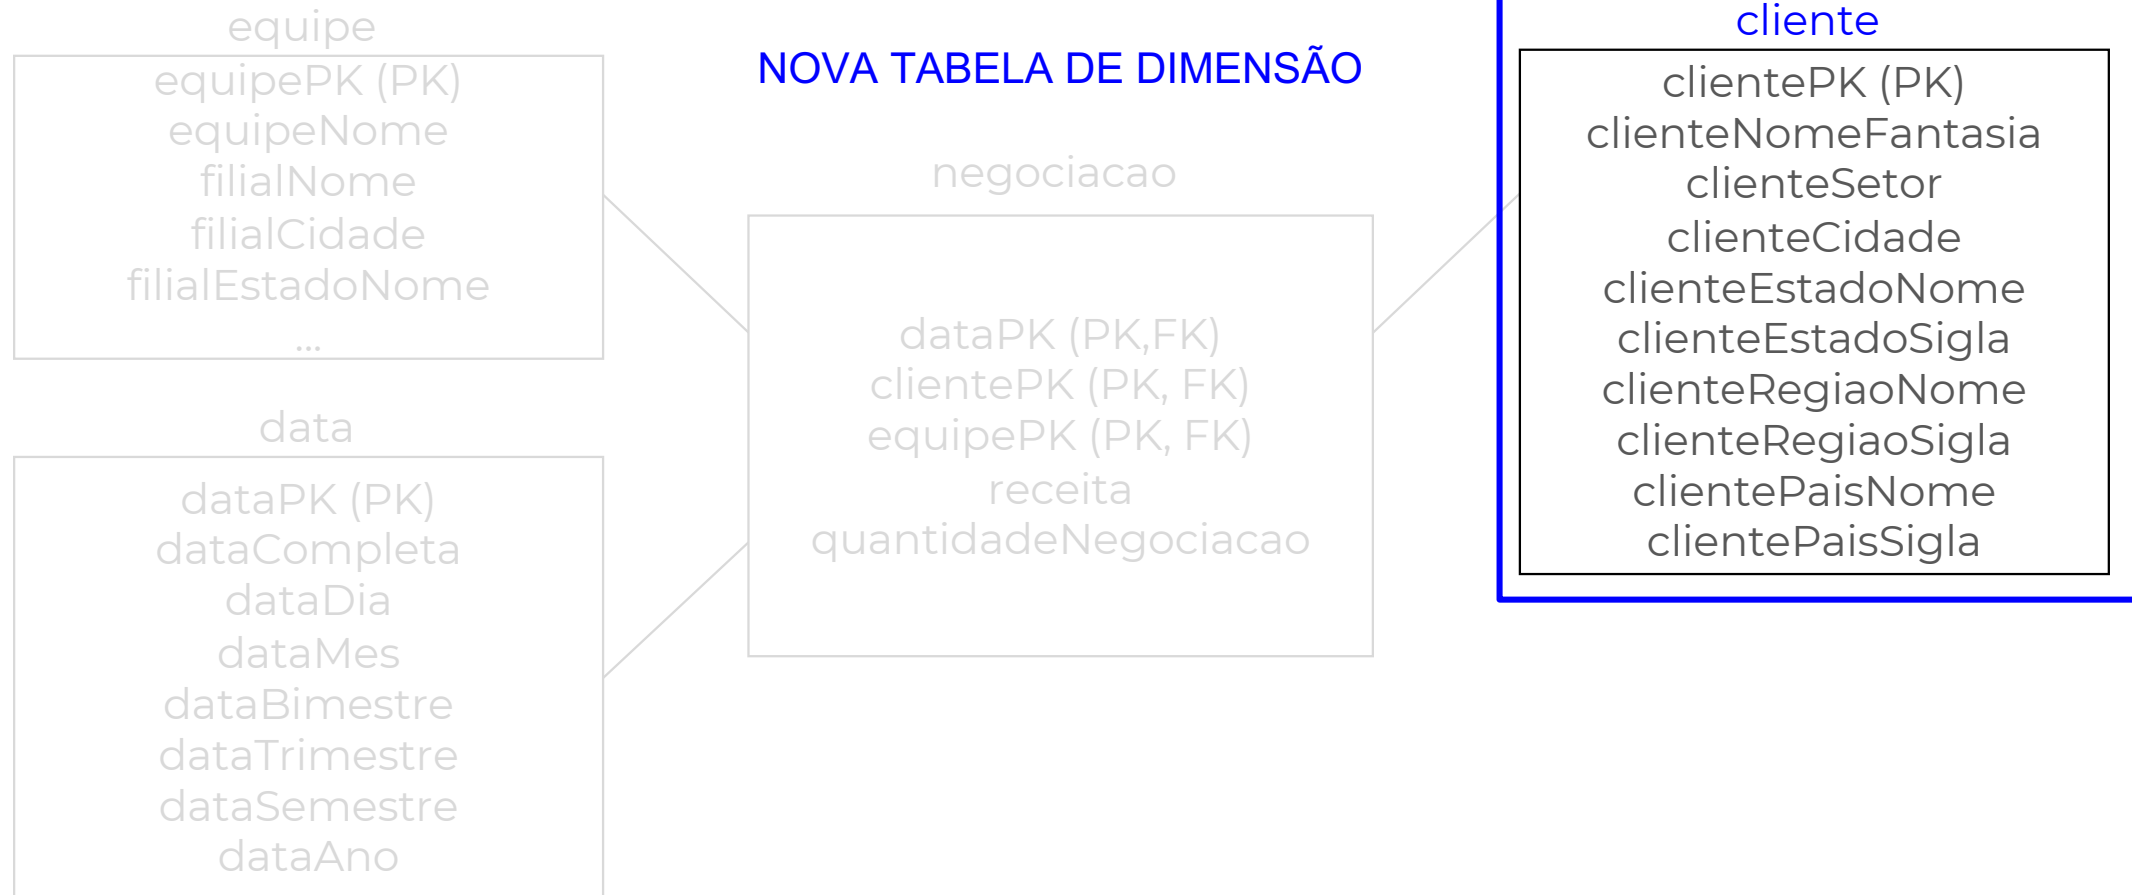 equipe
equipePK (PK)
equipeNome
filialNome
filialCidade
filialEstadoNome
...
data
dataPK (PK)
dataCompleta
dataDia
dataMes
dataBimestre
dataTrimestre
dataSemestre
dataAno
NOVA TABELA DE DIMENSÃO
negociacao
dataPK (PK,FK)
clientePK (PK, FK)
equipePK (PK, FK)
receita
quantidadeNegociacao
cliente
clientePK (PK)
clienteNomeFantasia
clienteSetor
clienteCidade
clienteEstadoNome
clienteEstadoSigla
clienteRegiaoNome
clienteRegiaoSigla
clientePaisNome
clientePaisSigla